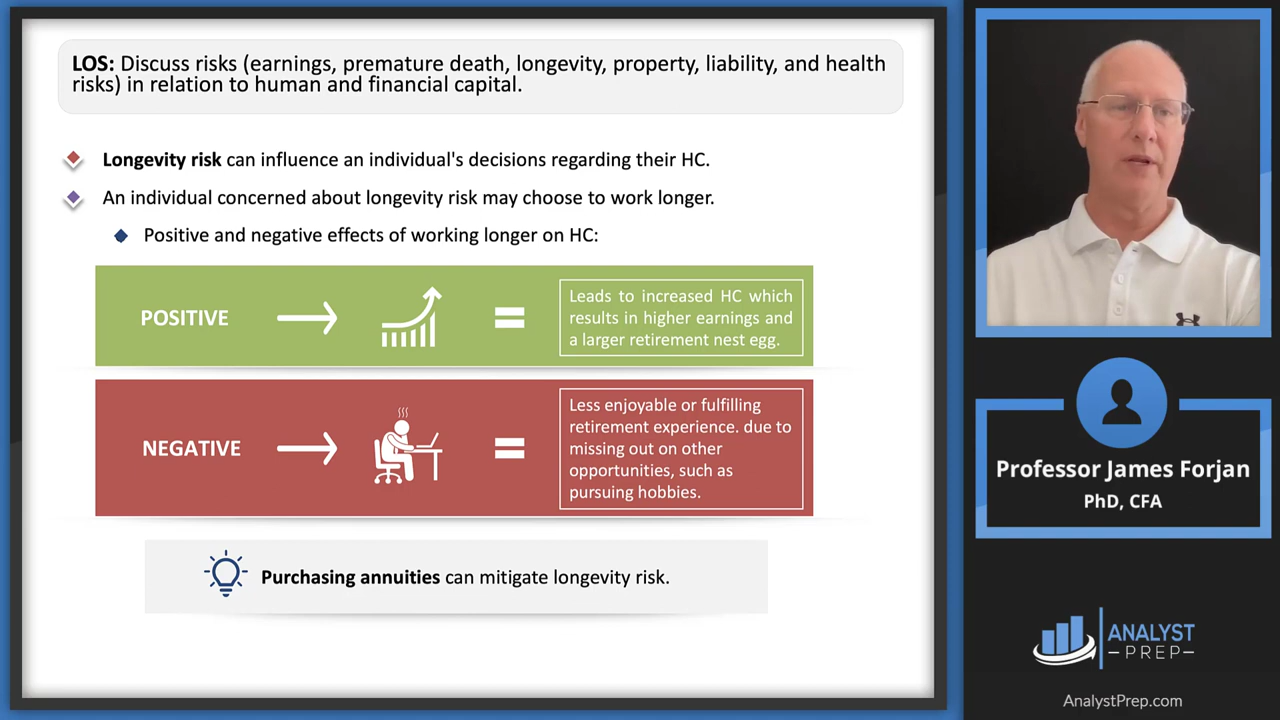 LOS: Discuss risks (earnings, premature death, longevity, property, liability, and health
risks) in relation to human and financial capital.
Longevity risk can influence an individual's decisions regarding their HC.
An individual concerned about longevity risk may choose to work longer.
Positive and negative effects of working longer on HC:
POSITIVE
Leads to increased HC which
results in higher earnings and
a larger retirement nest egg.
NEGATIVE
Less enjoyable or fulfilling
retirement experience. due to
missing out on other
opportunities, such as
pursuing hobbies.
Purchasing annuities can mitigate longevity risk.
Professor James Forjan
PhD, CFA
ANALYST
PREP
AnalystPrep.com